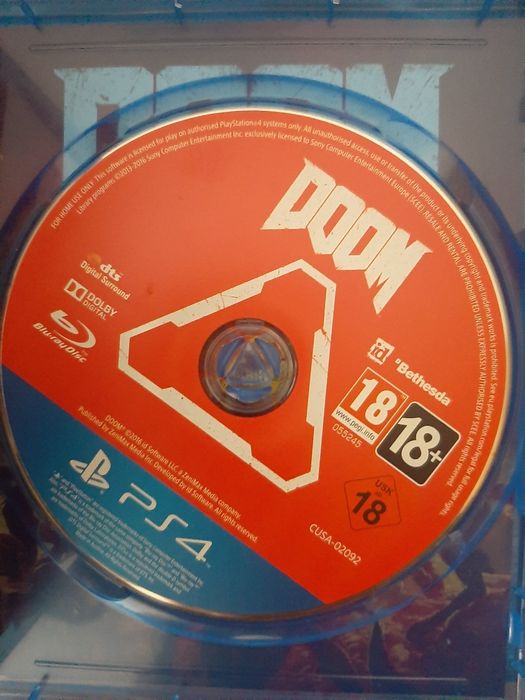 DOOM
FOR HOME USE ONLY. This software is licensed for play on authorised PlayStation®4 systems only. All unauthorised access, use or transfer of the product or its underlying copyright and trademark works is prohibited. See eu.playstation.com/legal for full usage rights.
Library programs ©2013-2016 Sony Computer Entertainment Inc. exclusively licensed to Sony Computer Entertainment Europe (SCEE). RESALE AND RENTAL ARE PROHIBITED UNLESS EXPRESSLY AUTHORISED BY SCEE. All rights reserved.
DOOM
dts
Digital Surround
DOLBY
DIGITAL
Blu-ray Disc
id
Bethesda
18
www.pegi.info
055245
18+
USK
ab
18
CUSA-02092
DOOM® ©2016 id Software LLC, a ZeniMax Media company.
Published by ZeniMax Media Inc. Developed by id Software. All rights reserved.
PS4